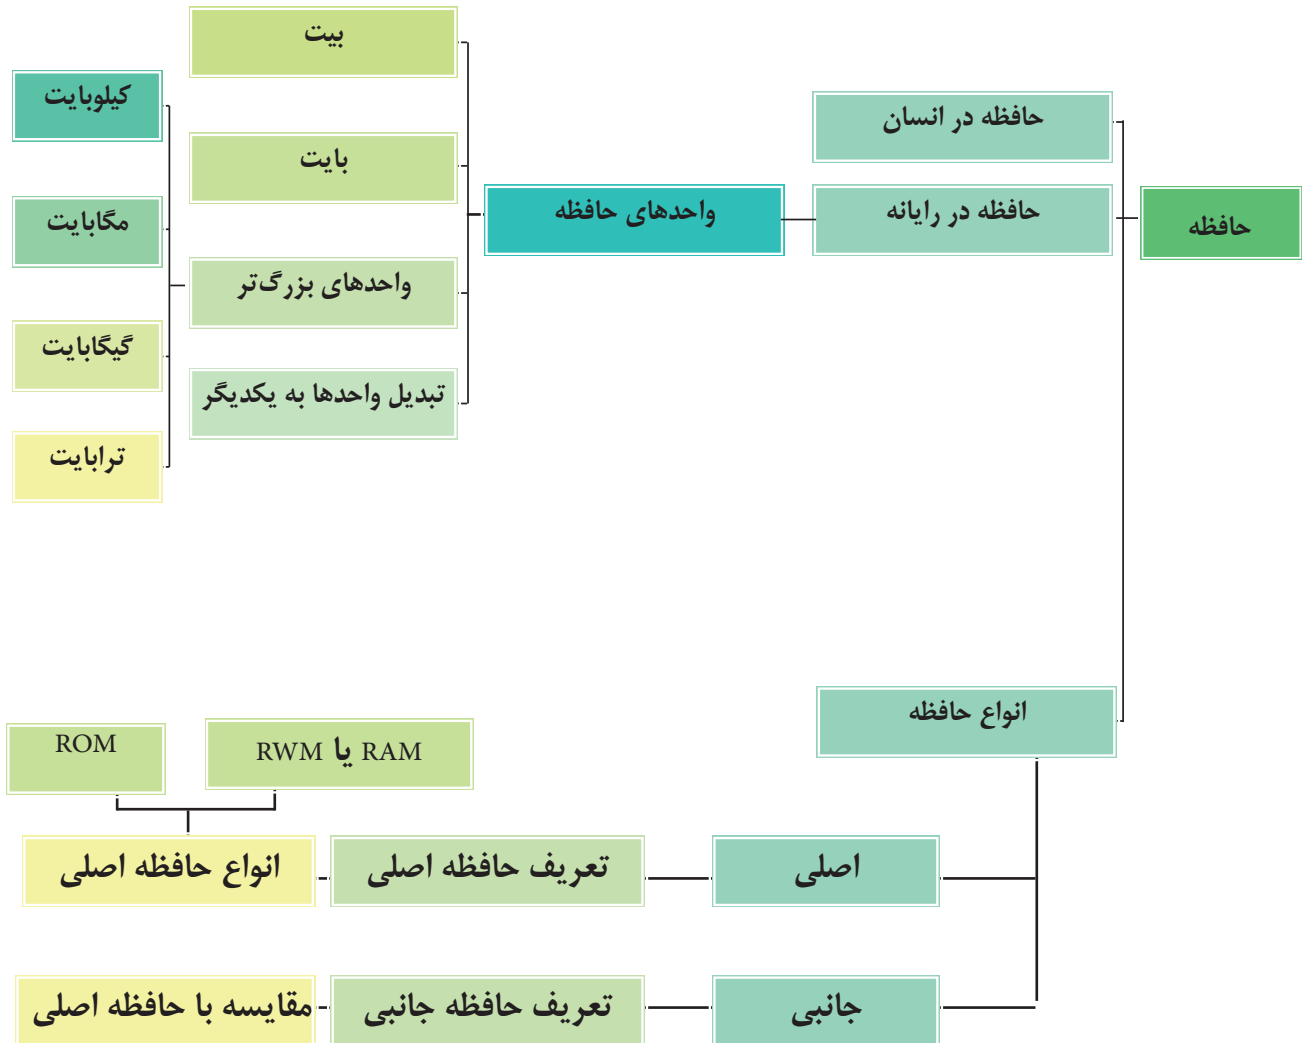 حافظه
حافظه در انسان
حافظه در رایانه
واحدهای حافظه
بیت
بایت
واحدهای بزرگ‌تر
تبدیل واحدها به یکدیگر
کیلوبایت
مگابایت
گیگابایت
ترابایت
انواع حافظه
اصلی
تعریف حافظه اصلی
انواع حافظه اصلی
RAM یا RWM
ROM
جانبی
تعریف حافظه جانبی
مقایسه با حافظه اصلی